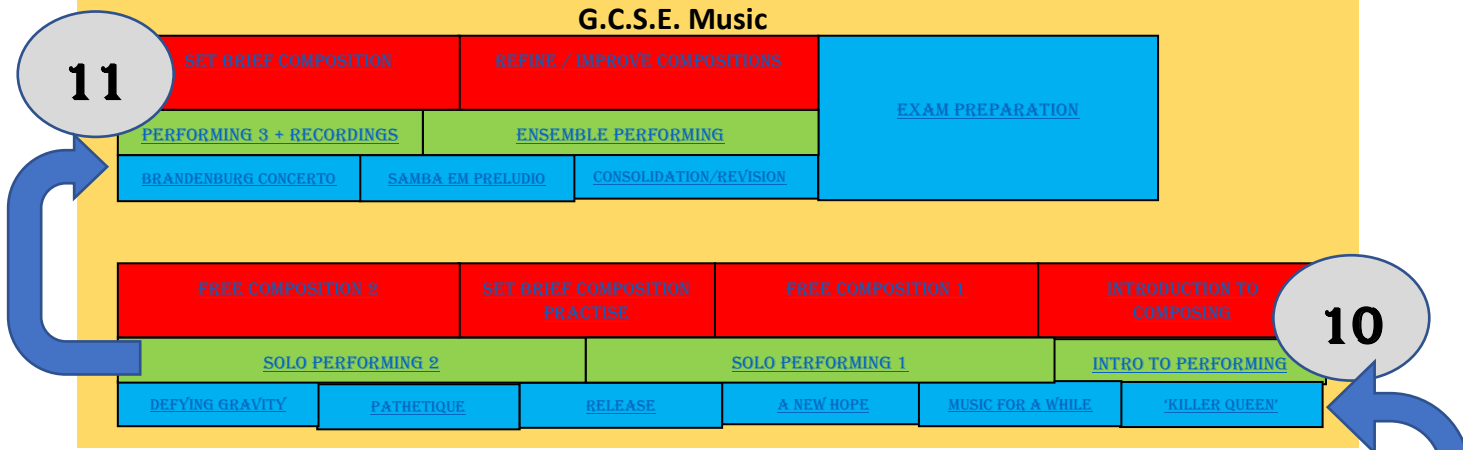 G.C.S.E. Music
11
SET BRIEF COMPOSITION
REFINE / IMPROVE COMPOSITIONS
EXAM PREPARATION
PERFORMING 3 + RECORDINGS
ENSEMBLE PERFORMING
BRANDENBURG CONCERTO
SAMBA EM PRELUDIO
CONSOLIDATION/REVISION
FREE COMPOSITION 2
SET BRIEF COMPOSITION
PRACTISE
FREE COMPOSITION 1
INTRODUCTION TO
COMPOSING
10
SOLO PERFORMING 2
SOLO PERFORMING 1
INTRO TO PERFORMING
DEFYING GRAVITY
PATHETIQUE
RELEASE
A NEW HOPE
MUSIC FOR A WHILE
‘KILLER QUEEN’